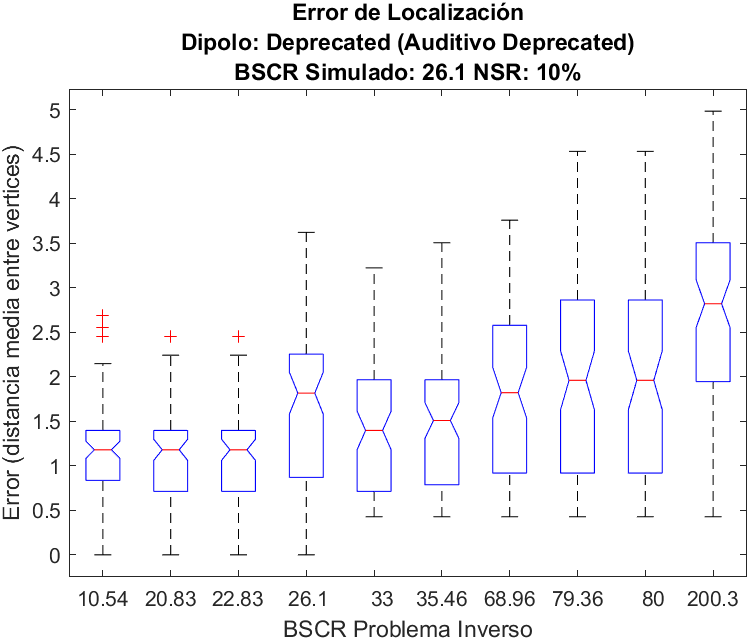 Error de Localización
Dipolo: Deprecated (Auditivo Deprecated)
BSCR Simulado: 26.1 NSR: 10%
Error (distancia media entre vertices)
5
4.5
4
3.5
3
2.5
2
1.5
1
0.5
0
10.54 20.83 22.83 26.1 33 35.46 68.96 79.36 80 200.3
BSCR Problema Inverso